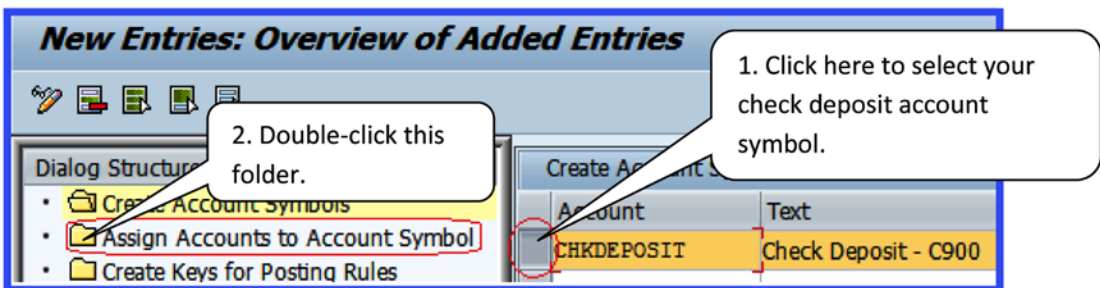 New Entries: Overview of Added Entries
1. Click here to select your
check deposit account
symbol.
2. Double-click this
folder.
Dialog Structure
Create Account Symbols
Assign Accounts to Account Symbol
Create Keys for Posting Rules
Create Account
Account Text
CHKDEPOSIT Check Deposit - C900